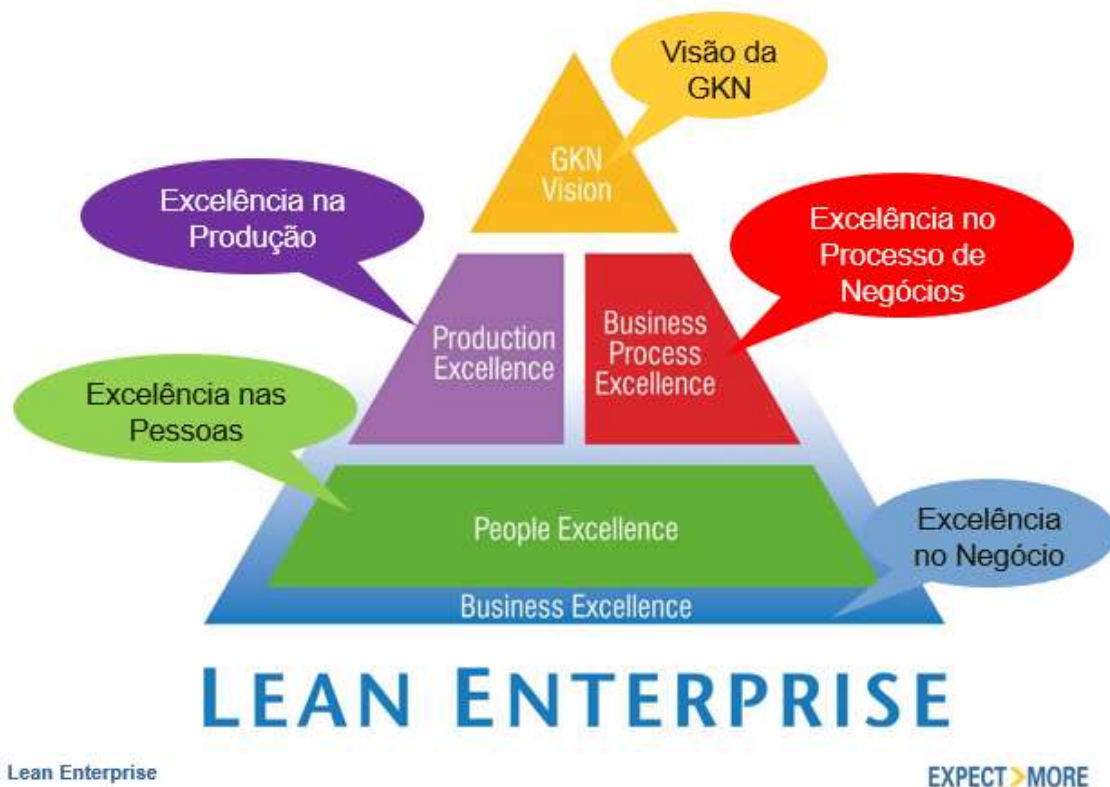 Visão da
GKN
GKN
Vision
Excelência na
Produção
Excelência no
Processo de
Negócios
Production
Excellence
Business
Process
Excellence
Excelência nas
Pessoas
People Excellence
Excelência
no Negócio
Business Excellence
LEAN ENTERPRISE
Lean Enterprise
EXPECT>MORE